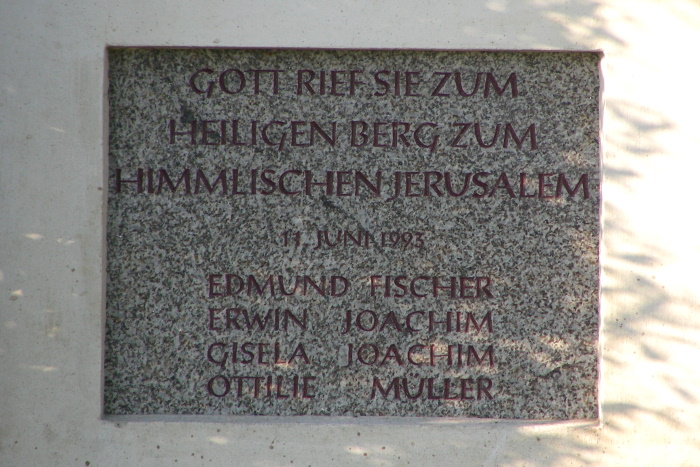 GOTT RIEF SIE ZUM
HEILIGEN BERG ZUM
HIMMLISCHEN JERUSALEM
11. JUNI 1993
EDMUND FISCHER
ERWIN JOACHIM
GISELA JOACHIM
OTTILIE MÜLLER